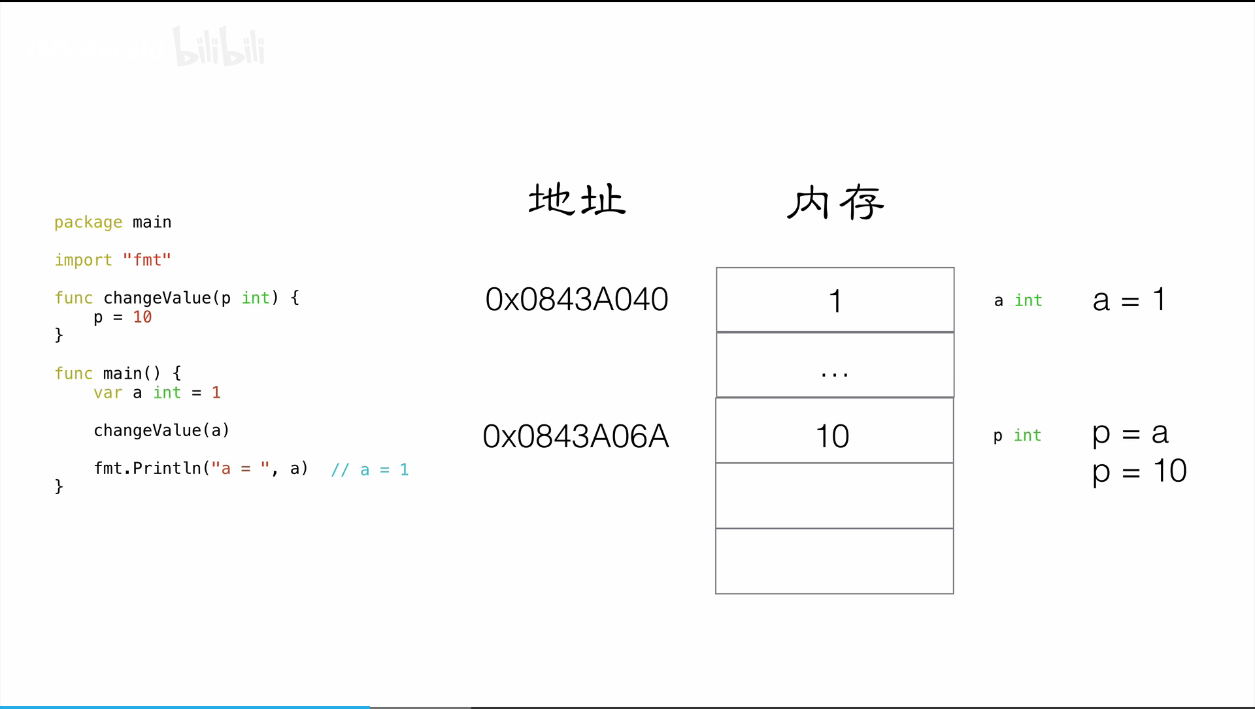 bilibili
package main
import "fmt"
func changeValue(p int) {
p = 10
}
func main() {
var a int = 1
changeValue(a)
fmt.Println("a = ", a) // a = 1
}
地址 内存
0x0843A040 1 a int a = 1
...
0x0843A06A 10 p int p = a
p = 10